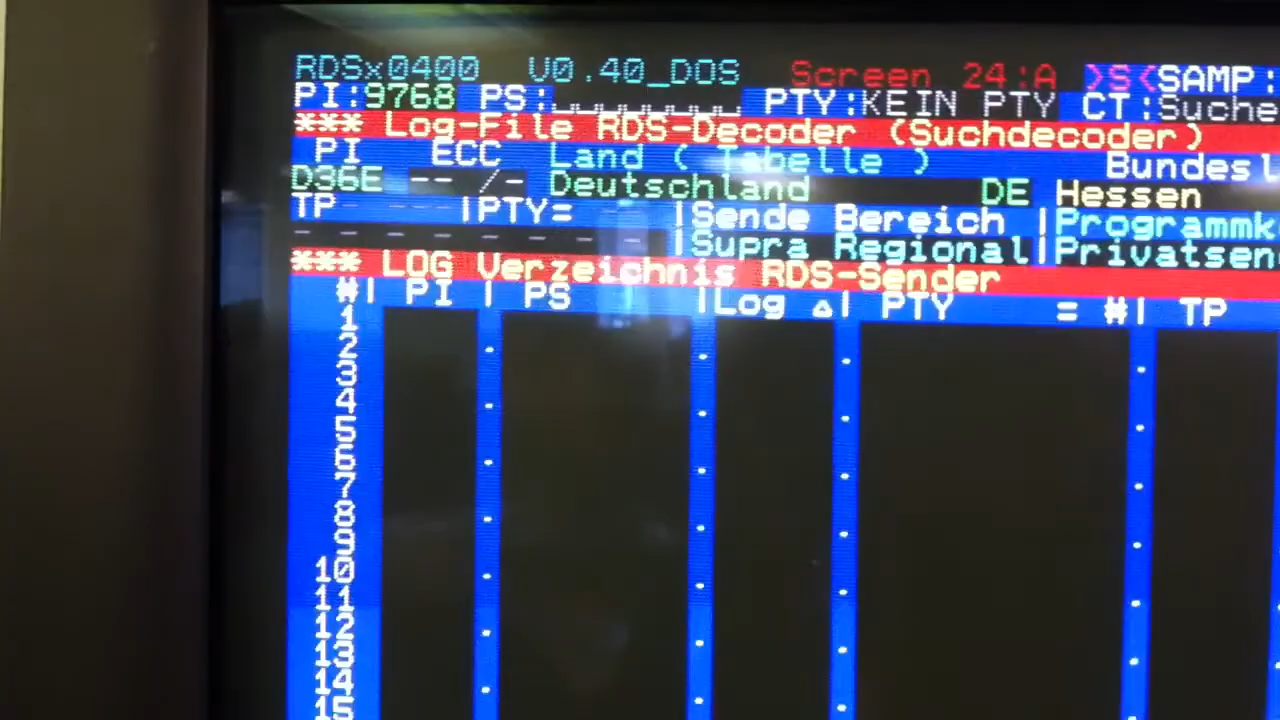 RDSx0400 V0.40_DOS Screen 24:A >S<SAMP:
PI:9768 PS:␣␣␣␣␣␣␣␣ PTY:KEIN PTY CT:Suche
*** Log-File RDS-Decoder (Suchdecoder)
PI ECC Land ( Tabelle ) Bundesl
D36E -- /- Deutschland DE Hessen
TP |PTY= |Sende Bereich |Programmk
- - - - - - - - |Supra Regional|Privatsen
*** LOG Verzeichnis RDS-Sender
#| PI | PS |Log △| PTY = #| TP
1
2
3
4
5
6
7
8
9
10
11
12
13
14
15